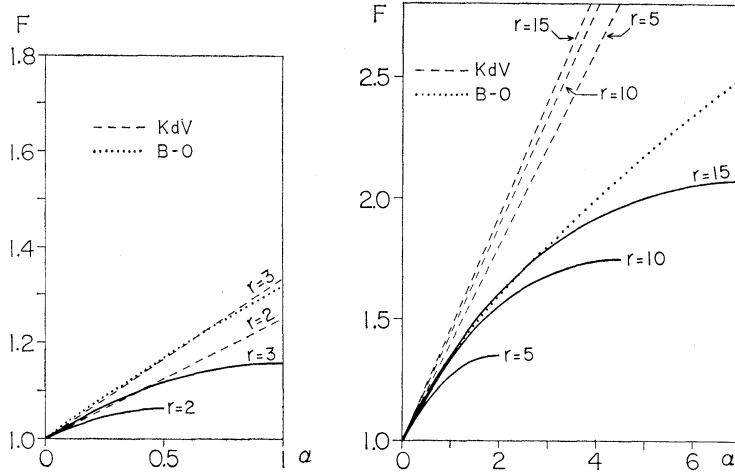 F
1.8
1.6
1.4
1.2
1.0
0
0.5
1
α
--- KdV
····· B-O
r=3
r=2
r=3
r=2
F
2.5
2.0
1.5
1.0
0
2
4
6
α
--- KdV
····· B-O
r=15
r=5
r=10
r=15
r=10
r=5